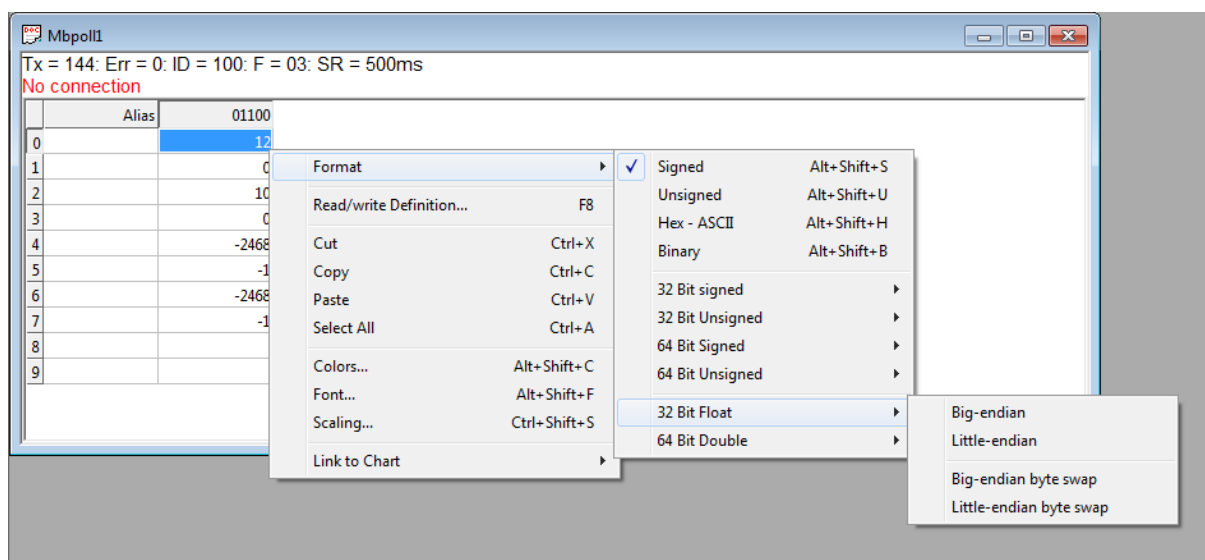 Mbpoll1
Tx = 144: Err = 0: ID = 100: F = 03: SR = 500ms
No connection
Alias 01100
0 12
1 0
2 10
3 0
4 -2468
5 -1
6 -2468
7 -1
8
9
Format
Read/write Definition... F8
Cut Ctrl+X
Copy Ctrl+C
Paste Ctrl+V
Select All Ctrl+A
Colors... Alt+Shift+C
Font... Alt+Shift+F
Scaling... Ctrl+Shift+S
Link to Chart
Signed Alt+Shift+S
Unsigned Alt+Shift+U
Hex - ASCII Alt+Shift+H
Binary Alt+Shift+B
32 Bit signed
32 Bit Unsigned
64 Bit Signed
64 Bit Unsigned
32 Bit Float
64 Bit Double
Big-endian
Little-endian
Big-endian byte swap
Little-endian byte swap